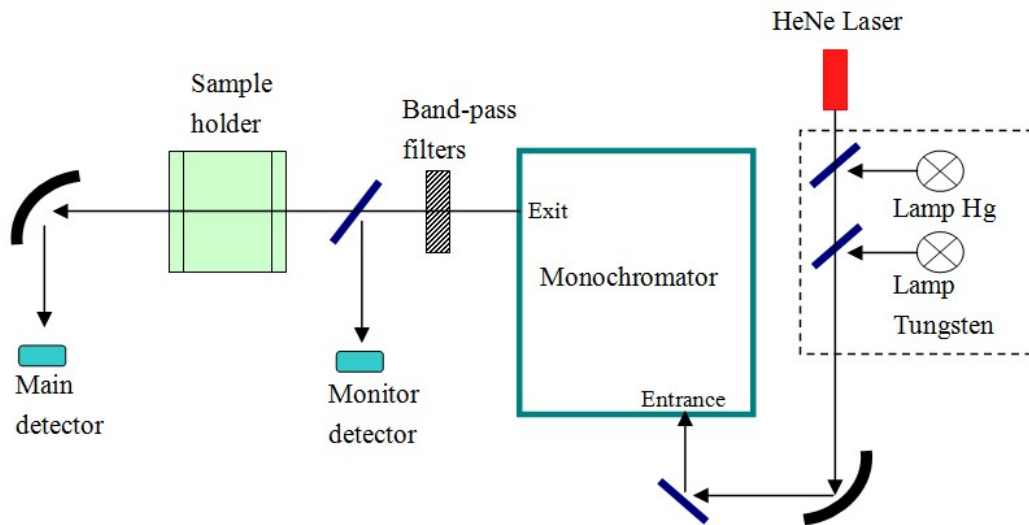 HeNe Laser
Sample
holder
Band-pass
filters
Exit
Lamp Hg
Monochromator
Lamp
Tungsten
Main
detector
Monitor
detector
Entrance